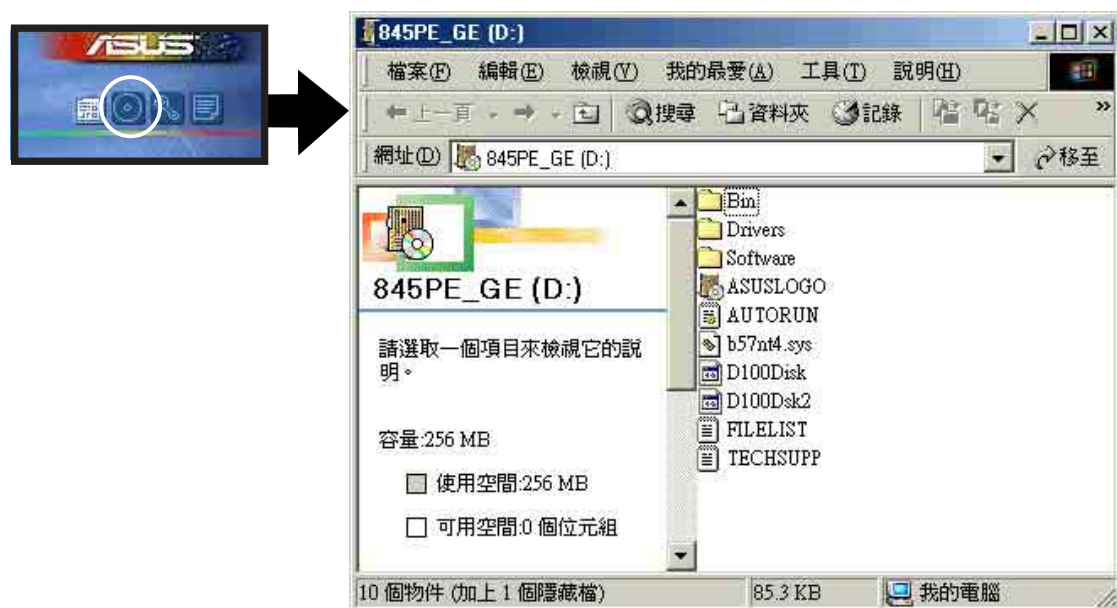 ASUS
845PE_GE (D:)
檔案(F) 編輯(E) 檢視(V) 我的最愛(A) 工具(T) 說明(H)
上一頁 搜尋 資料夾 記錄 »
網址(D) 845PE_GE (D:) 移至
845PE_GE (D:)
請選取一個項目來檢視它的說
明。
容量:256 MB
使用空間:256 MB
可用空間:0 個位元組
Bin
Drivers
Software
ASUSLOGO
AUTORUN
b57nt4.sys
D100Disk
D100Dsk2
FILELIST
TECHSUPP
10 個物件 (加上 1 個隱藏檔) 85.3 KB 我的電腦